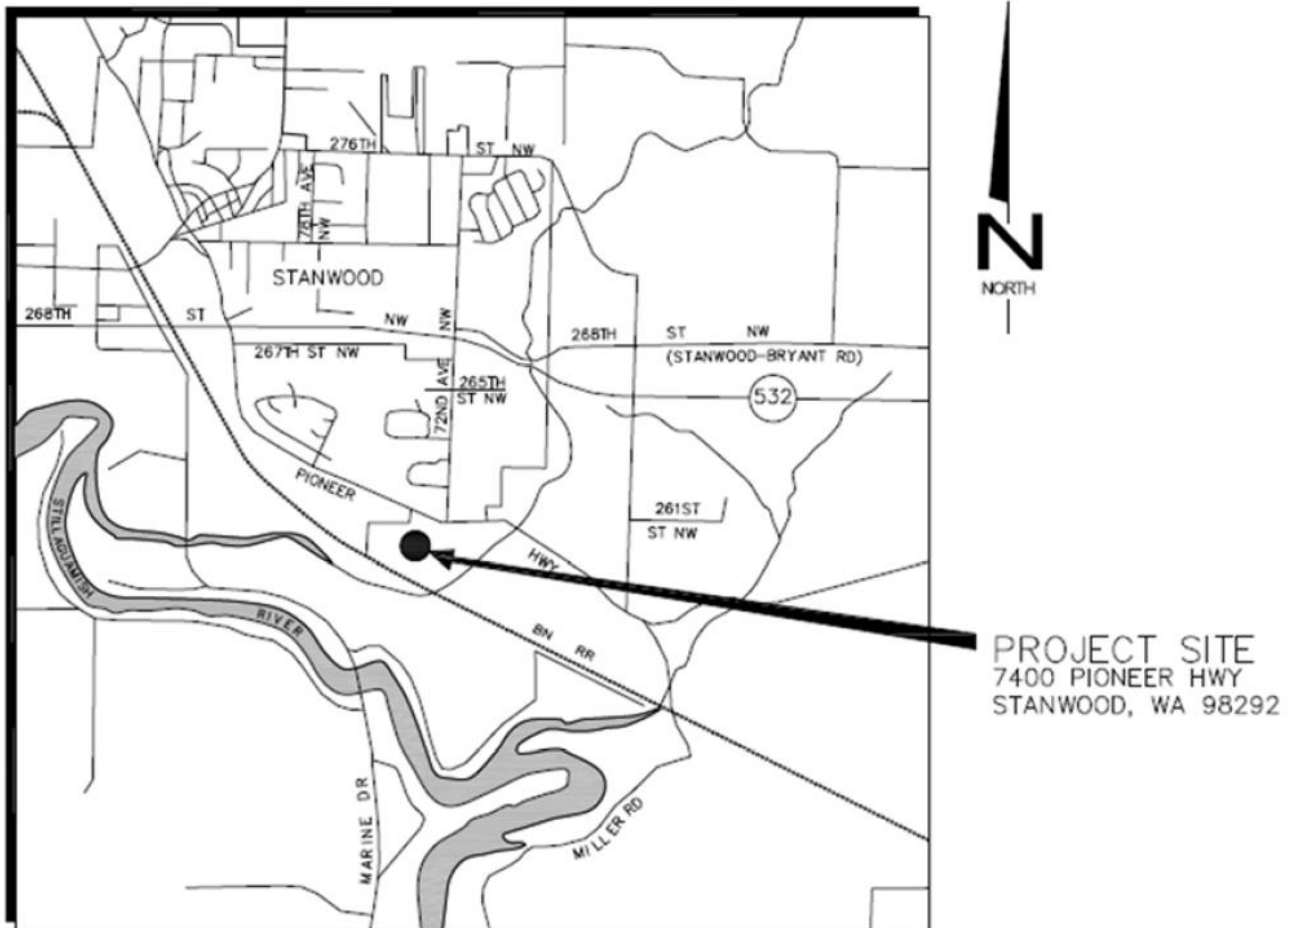 276TH ST NW
78TH AVE NW
STANWOOD
268TH ST NW
72ND AVE NW
268TH ST NW
(STANWOOD-BRYANT RD)
267TH ST NW
265TH
ST NW
532
PIONEER HWY
261ST
ST NW
STILLAGUAMISH RIVER
BN RR
MARINE DR
MILLER RD
N
NORTH
PROJECT SITE
7400 PIONEER HWY
STANWOOD, WA 98292